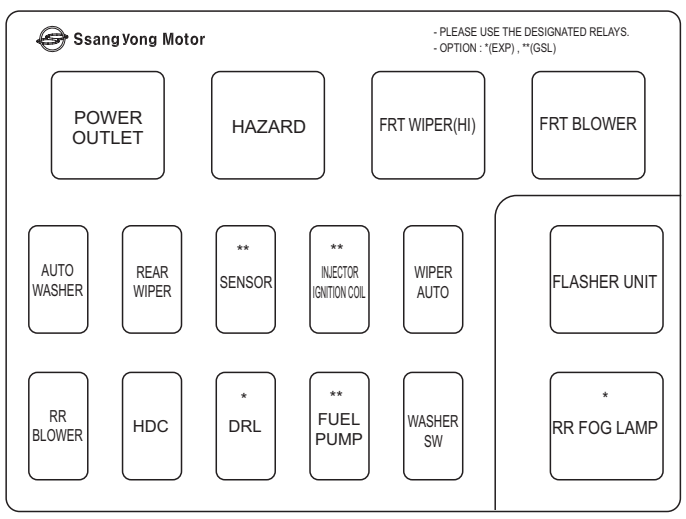 SsangYong Motor
- PLEASE USE THE DESIGNATED RELAYS.
- OPTION : *(EXP) , **(GSL)
POWER
OUTLET
HAZARD
FRT WIPER(HI)
FRT BLOWER
AUTO
WASHER
REAR
WIPER
**
SENSOR
**
INJECTOR
IGNITION COIL
WIPER
AUTO
FLASHER UNIT
RR
BLOWER
HDC
*
DRL
**
FUEL
PUMP
WASHER
SW
*
RR FOG LAMP